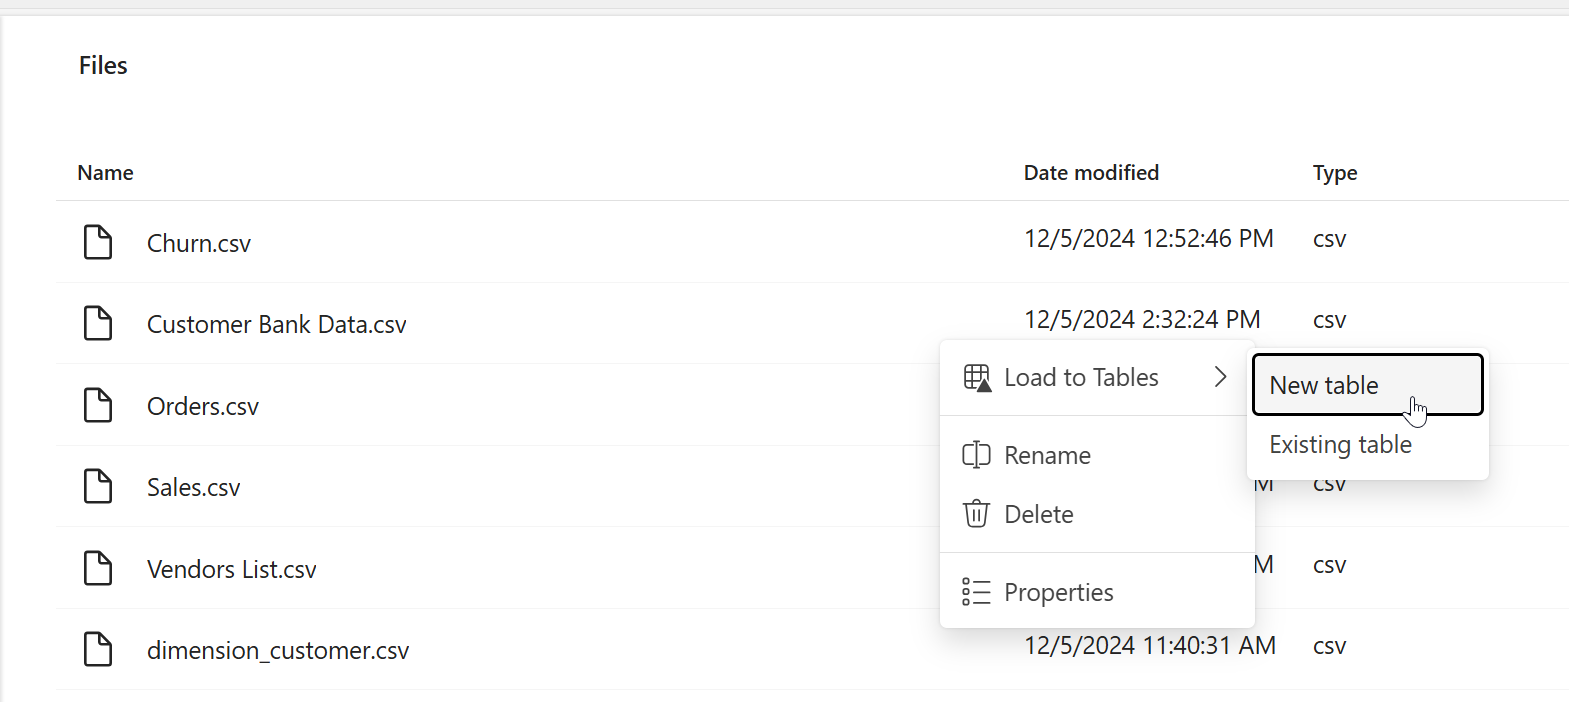 Files
Name Date modified Type
Churn.csv 12/5/2024 12:52:46 PM csv
Customer Bank Data.csv 12/5/2024 2:32:24 PM csv
Load to Tables
New table
Orders.csv
Existing table
Rename
Sales.csv csv
Delete
Vendors List.csv csv
Properties
dimension_customer.csv 12/5/2024 11:40:31 AM csv